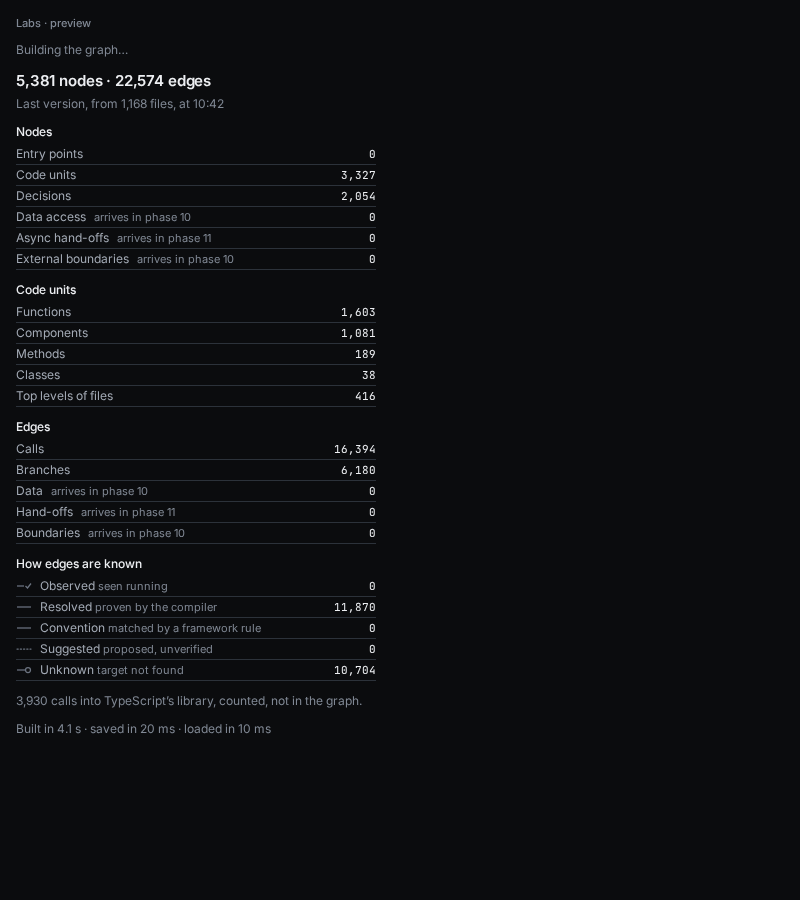 Labs · preview
Building the graph…
5,381 nodes · 22,574 edges
Last version, from 1,168 files, at 10:42
Nodes
Entry points 0
Code units 3,327
Decisions 2,054
Data access arrives in phase 10 0
Async hand-offs arrives in phase 11 0
External boundaries arrives in phase 10 0
Code units
Functions 1,603
Components 1,081
Methods 189
Classes 38
Top levels of files 416
Edges
Calls 16,394
Branches 6,180
Data arrives in phase 10 0
Hand-offs arrives in phase 11 0
Boundaries arrives in phase 10 0
How edges are known
Observed seen running 0
Resolved proven by the compiler 11,870
Convention matched by a framework rule 0
Suggested proposed, unverified 0
Unknown target not found 10,704
3,930 calls into TypeScript’s library, counted, not in the graph.
Built in 4.1 s · saved in 20 ms · loaded in 10 ms